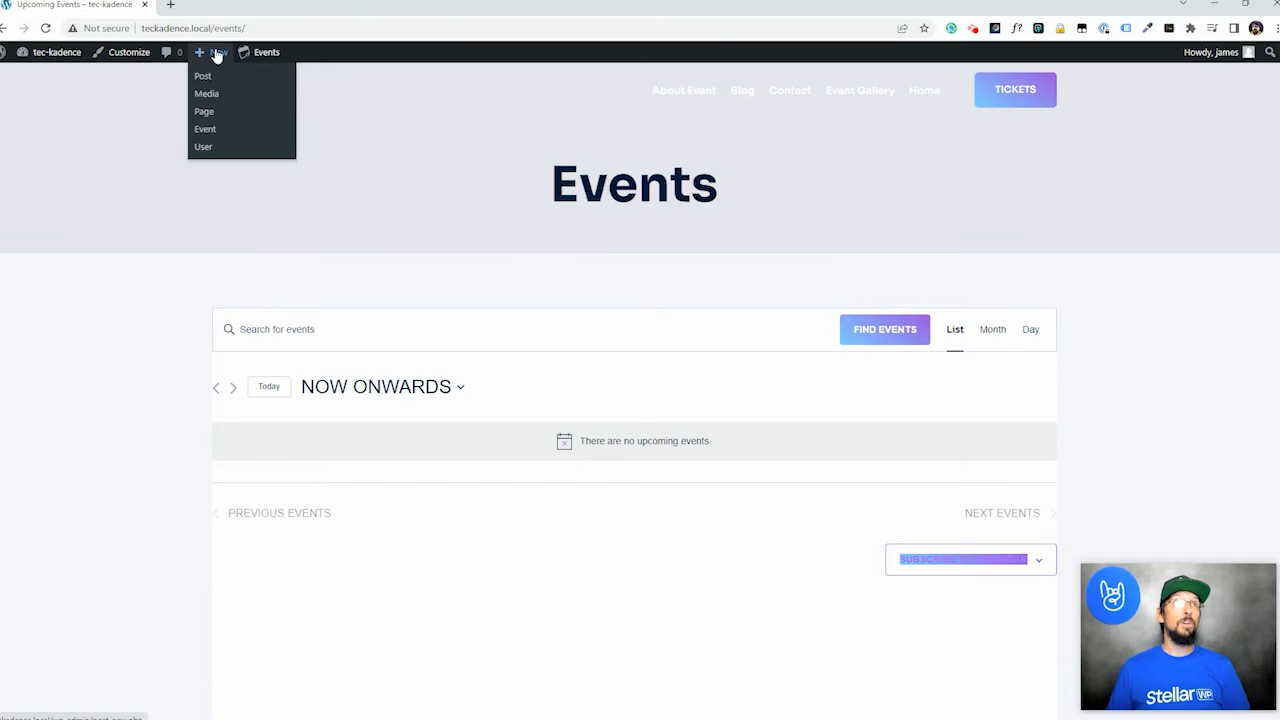 Upcoming Events – tec-kadence
Not secure teckadence.local/events/
tec-kadence Customize 0 New Events Howdy, james
Post
Media
Page
Event
User
About Event Blog Contact Event Gallery Home TICKETS
Events
Search for events FIND EVENTS List Month Day
Today NOW ONWARDS
There are no upcoming events.
PREVIOUS EVENTS NEXT EVENTS
SUBSCRIBE
Stellar WP